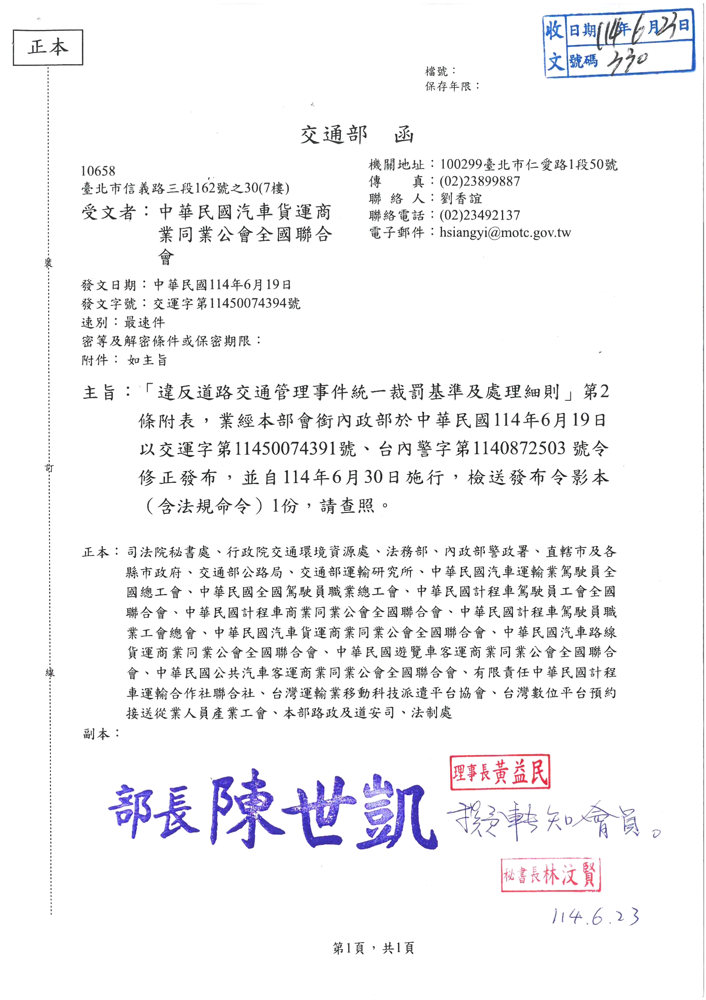 正本
收文
日期114年6月23日
號碼330
檔號：
保存年限：
交通部　函
10658
臺北市信義路三段162號之30(7樓)
受文者：中華民國汽車貨運商
業同業公會全國聯合
會
機關地址：100299臺北市仁愛路1段50號
傳　　真：(02)23899887
聯 絡 人：劉香誼
聯絡電話：(02)23492137
電子郵件：hsiangyi@motc.gov.tw
發文日期：中華民國114年6月19日
發文字號：交運字第11450074394號
速別：最速件
密等及解密條件或保密期限：
附件： 如主旨
主旨：「違反道路交通管理事件統一裁罰基準及處理細則」第2
條附表，業經本部會銜內政部於中華民國114年6月19日
以交運字第11450074391號、台內警字第1140872503 號令
修正發布，並自114年6月30日施行，檢送發布令影本
（含法規命令）1份，請查照。
正本：司法院秘書處、行政院交通環境資源處、法務部、內政部警政署、直轄市及各
縣市政府、交通部公路局、交通部運輸研究所、中華民國汽車運輸業駕駛員全
國總工會、中華民國全國駕駛員職業總工會、中華民國計程車駕駛員工會全國
聯合會、中華民國計程車商業同業公會全國聯合會、中華民國計程車駕駛員職
業工會總會、中華民國汽車貨運商業同業公會全國聯合會、中華民國汽車路線
貨運商業同業公會全國聯合會、中華民國遊覽車客運商業同業公會全國聯合
會、中華民國公共汽車客運商業同業公會全國聯合會、有限責任中華民國計程
車運輸合作社聯合社、台灣運輸業移動科技派遣平台協會、台灣數位平台預約
接送從業人員產業工會、本部路政及道安司、法制處
副本：
部長陳世凱
理事長黃益民
擬轉知會員。
秘書長林汶賢
114.6.23
裝
訂
線
第1頁，共1頁